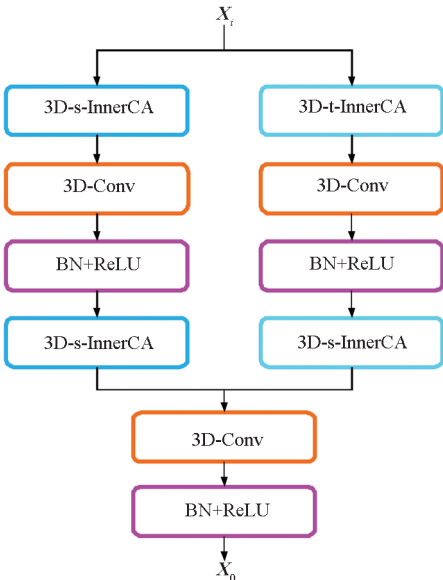 X_i
3D-s-InnerCA 3D-t-InnerCA
3D-Conv 3D-Conv
BN+ReLU BN+ReLU
3D-s-InnerCA 3D-s-InnerCA
3D-Conv
BN+ReLU
X_0